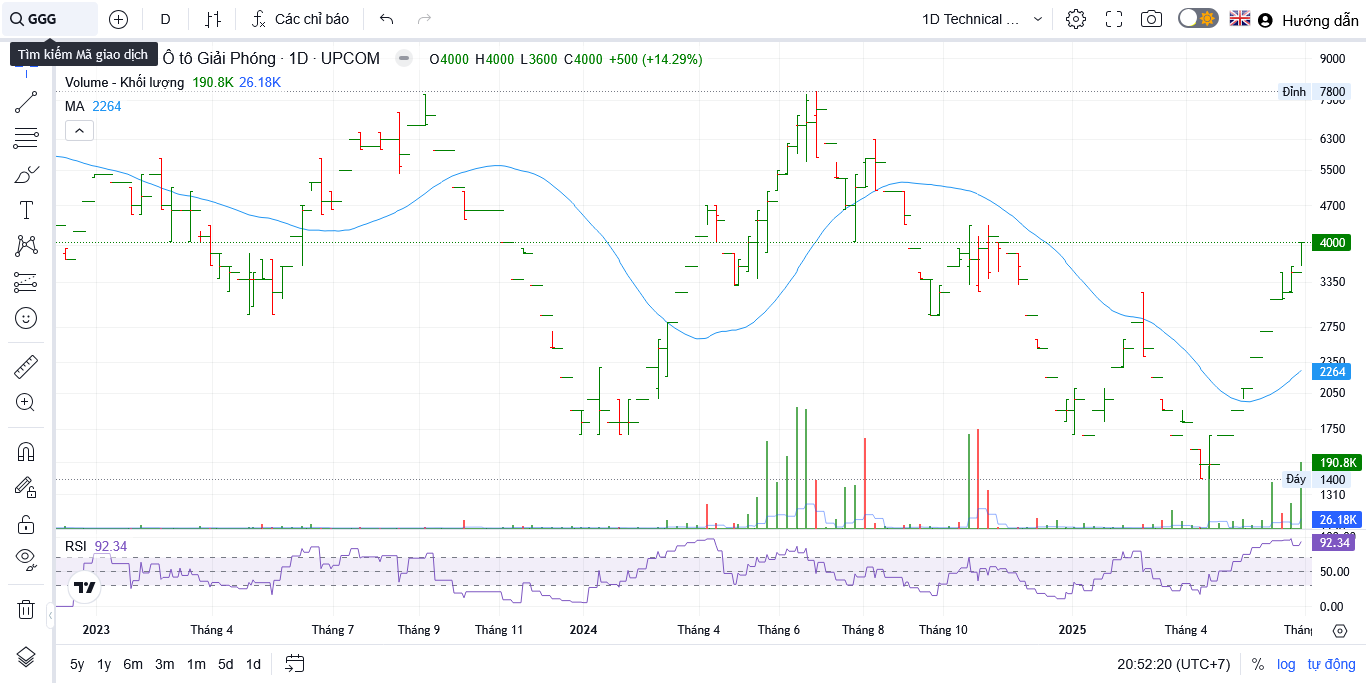 GGG
D
Các chỉ báo
1D Technical ...
Hướng dẫn
Tìm kiếm Mã giao dịch
Ô tô Giải Phóng · 1D · UPCOM
O4000 H4000 L3600 C4000 +500 (+14.29%)
Volume - Khối lượng 190.8K 26.18K
MA 2264
9000
Đỉnh 7800
7300
6300
5500
4700
4000
3350
2750
2350
2264
2050
1750
190.8K
Đáy 1400
1310
26.18K
RSI 92.34
92.34
50.00
0.00
2023 Tháng 4 Tháng 7 Tháng 9 Tháng 11 2024 Tháng 4 Tháng 6 Tháng 8 Tháng 10 2025 Tháng 4 Tháng
5y 1y 6m 3m 1m 5d 1d
20:52:20 (UTC+7) % log tự động